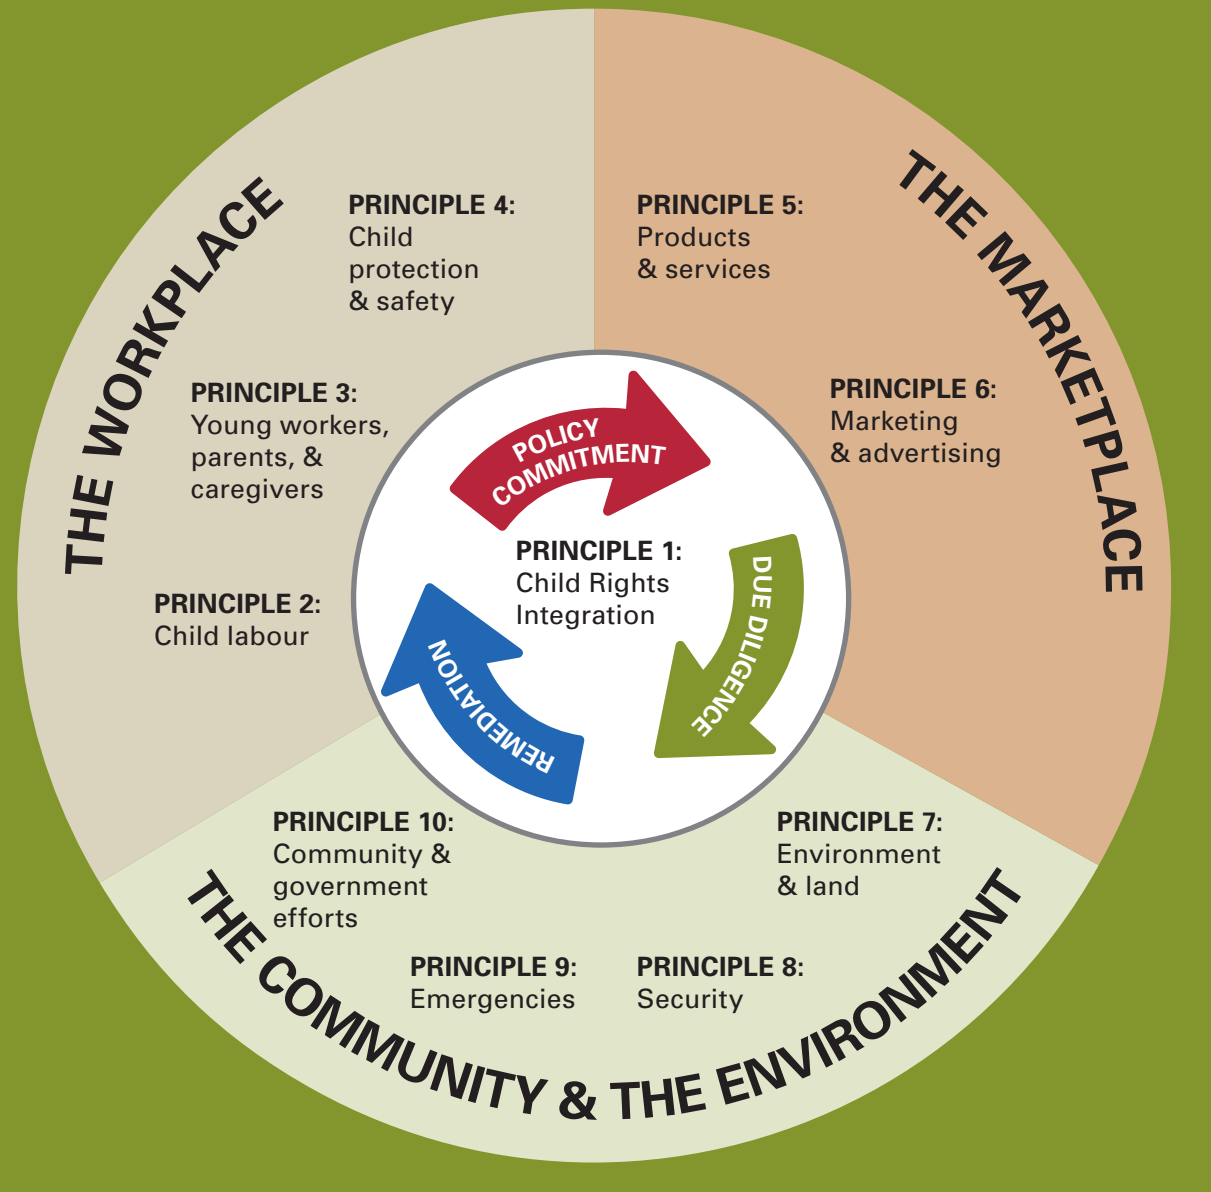 THE WORKPLACE
PRINCIPLE 4:
Child
protection
& safety
PRINCIPLE 3:
Young workers,
parents, &
caregivers
PRINCIPLE 2:
Child labour
THE MARKETPLACE
PRINCIPLE 5:
Products
& services
PRINCIPLE 6:
Marketing
& advertising
POLICY
COMMITMENT
PRINCIPLE 1:
Child Rights
Integration
DUE DILIGENCE
REMEDIATION
PRINCIPLE 10:
Community &
government
efforts
PRINCIPLE 9:
Emergencies
PRINCIPLE 8:
Security
PRINCIPLE 7:
Environment
& land
THE COMMUNITY & THE ENVIRONMENT